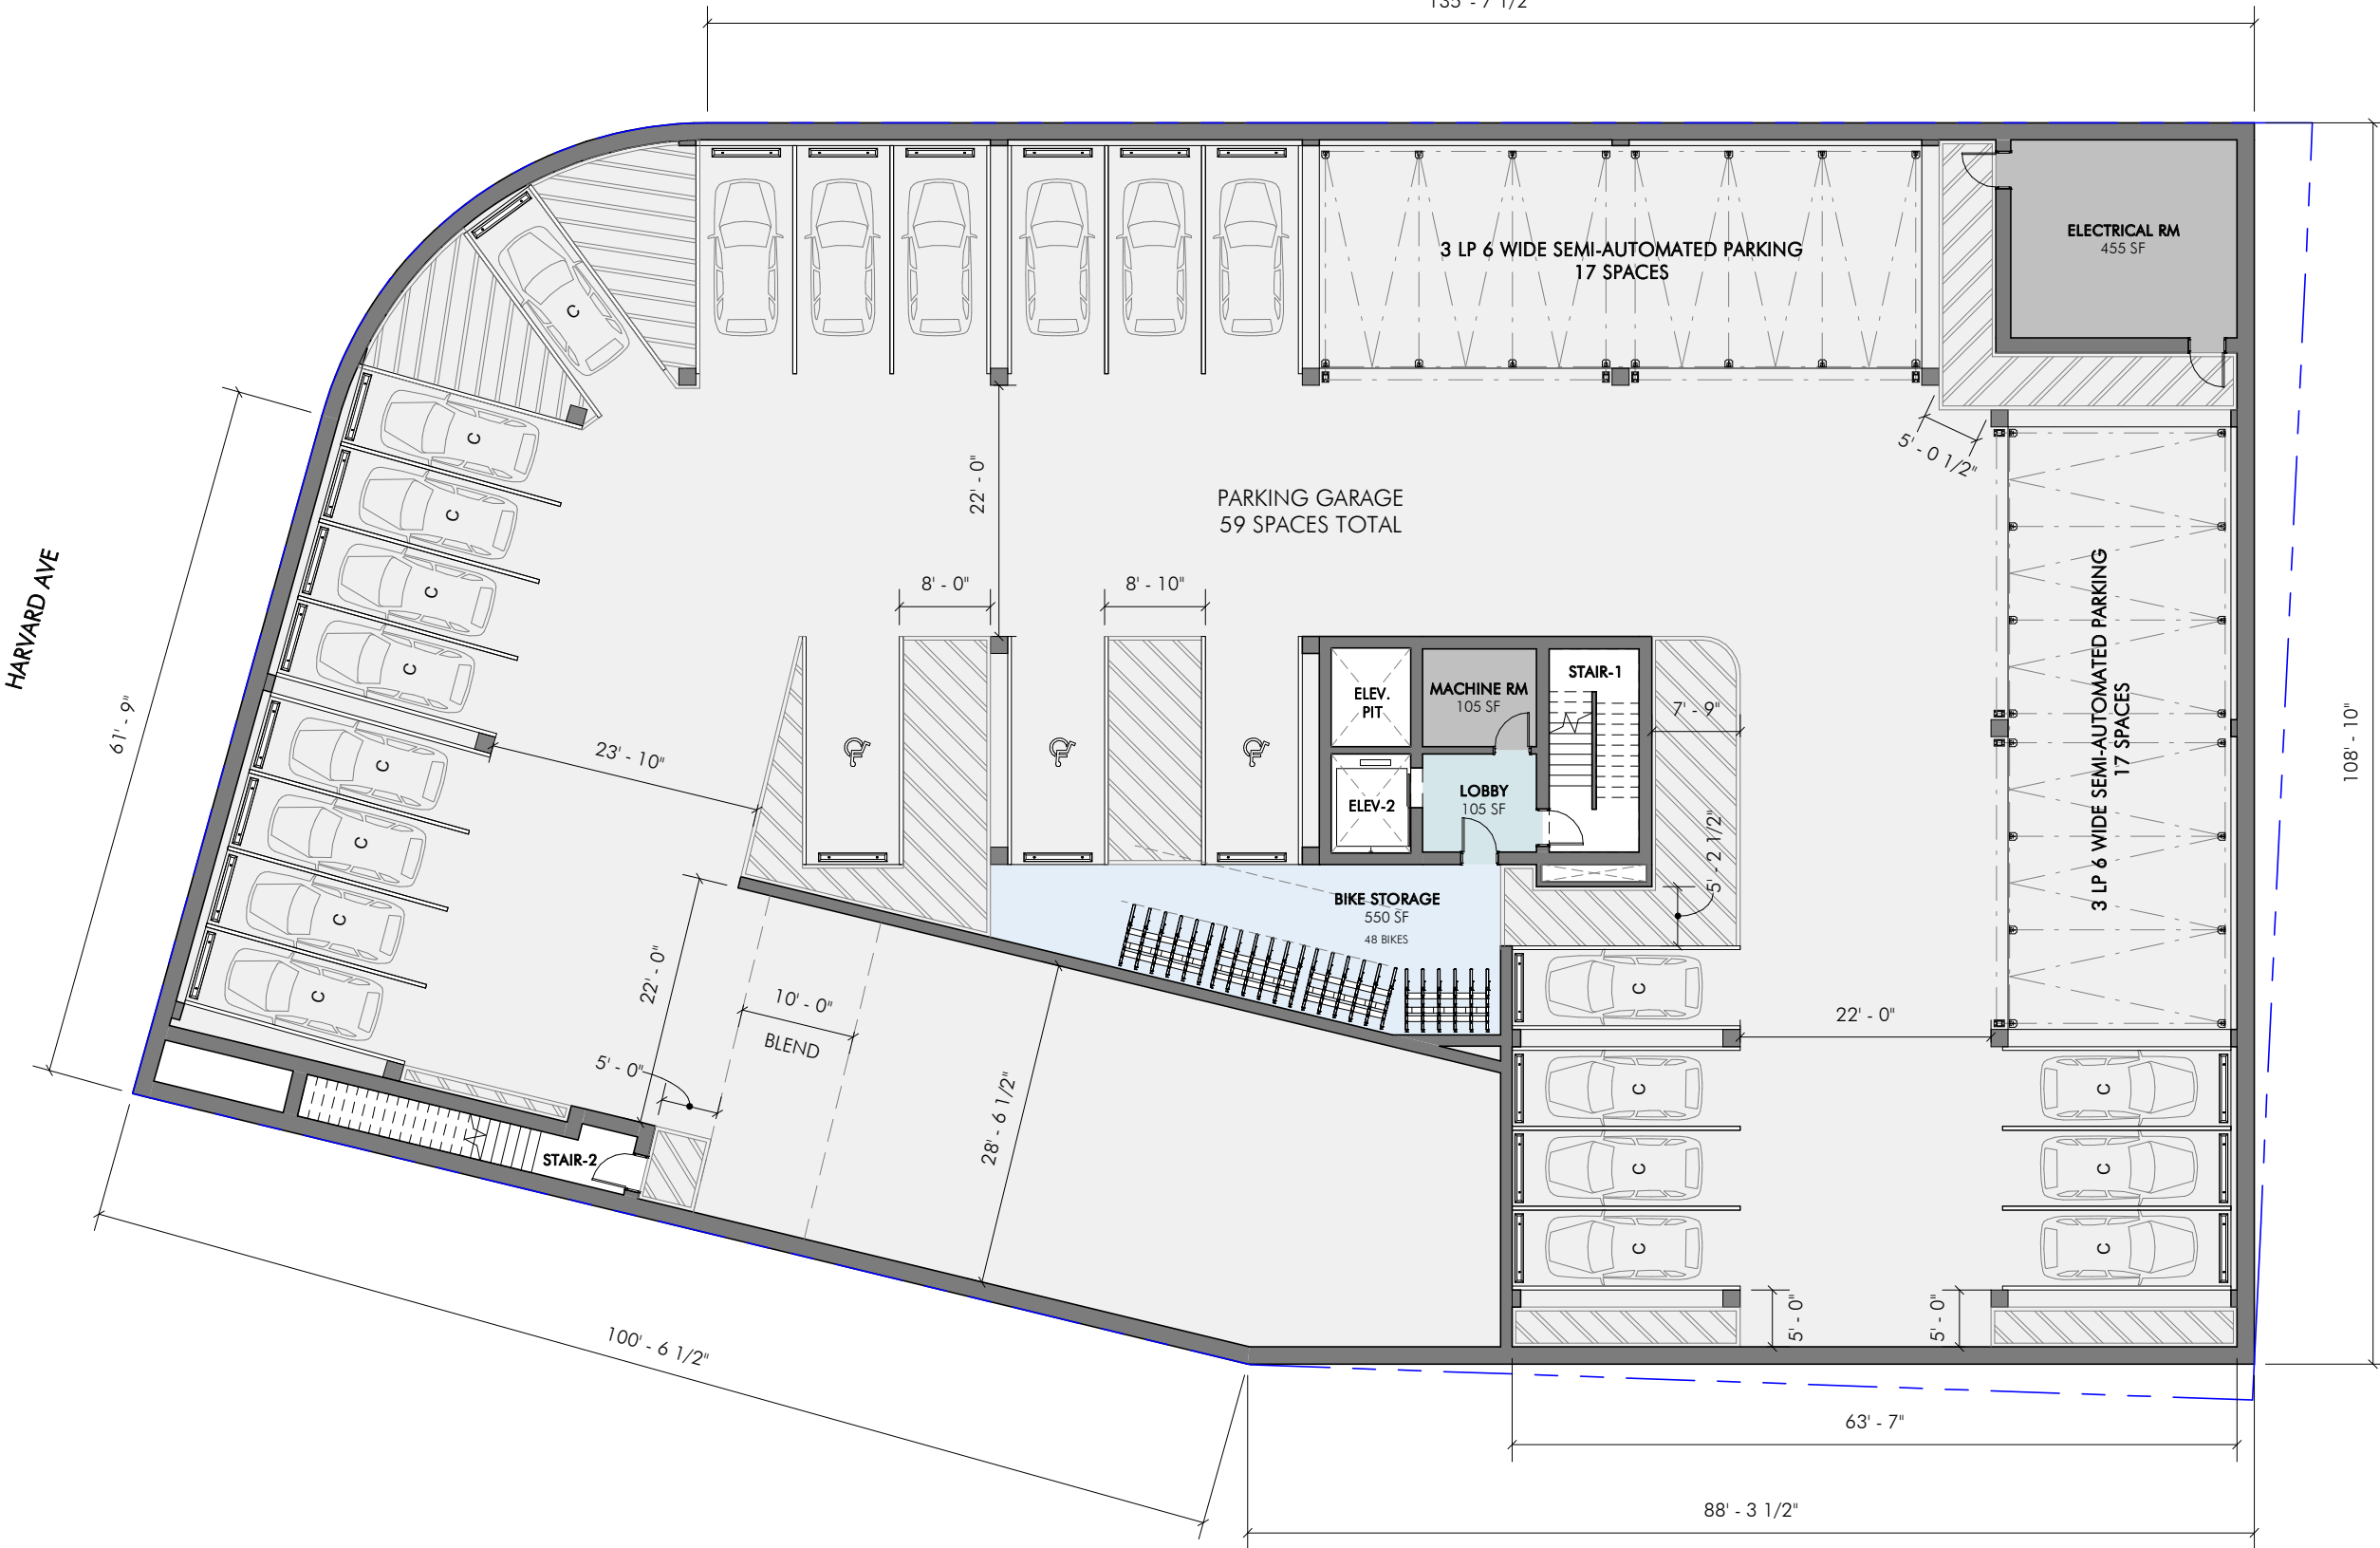 135' - 7 1/2"
ELECTRICAL RM
455 SF
3 LP 6 WIDE SEMI-AUTOMATED PARKING
17 SPACES
C
C
C
C
C
C
C
C
C
5' - 0 1/2"
22' - 0"
PARKING GARAGE
59 SPACES TOTAL
HARVARD AVE
61' - 9"
8' - 0"
8' - 10"
23' - 10"
ELEV.
PIT
MACHINE RM
105 SF
STAIR-1
7' - 9"
ELEV-2
LOBBY
105 SF
5' - 2 1/2"
3 LP 6 WIDE SEMI-AUTOMATED PARKING
17 SPACES
108' - 10"
BIKE STORAGE
550 SF
48 BIKES
22' - 0"
10' - 0"
BLEND
5' - 0"
28' - 6 1/2"
STAIR-2
22' - 0"
C
C
C
C
C
C
C
5' - 0"
5' - 0"
100' - 6 1/2"
63' - 7"
88' - 3 1/2"